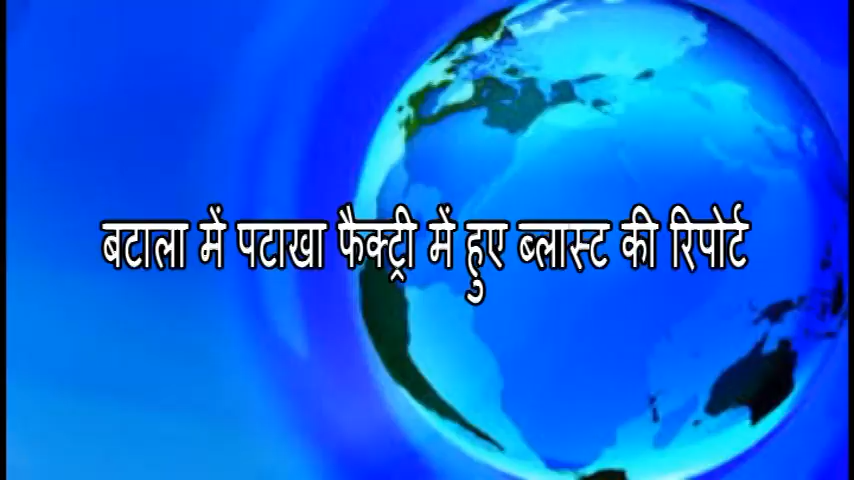 बटाला में पटाखा फैक्ट्री में हुए ब्लास्ट की रिपोर्ट